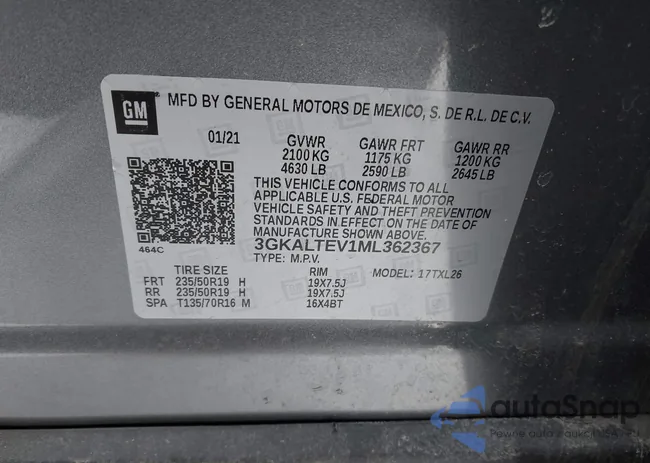 GM
MFD BY GENERAL MOTORS DE MEXICO, S. DE R.L. DE C.V.
01/21 GVWR GAWR FRT GAWR RR
2100 KG 1175 KG 1200 KG
4630 LB 2590 LB 2645 LB
THIS VEHICLE CONFORMS TO ALL
APPLICABLE U.S. FEDERAL MOTOR
VEHICLE SAFETY AND THEFT PREVENTION
STANDARDS IN EFFECT ON THE DATE OF
MANUFACTURE SHOWN ABOVE.
464C
3GKALTEV1ML362367
TYPE: M.P.V. MODEL: 17TXL26
TIRE SIZE RIM
FRT 235/50R19 H 19X7.5J
RR 235/50R19 H 19X7.5J
SPA T135/70R16 M 16X4BT
autoSnap